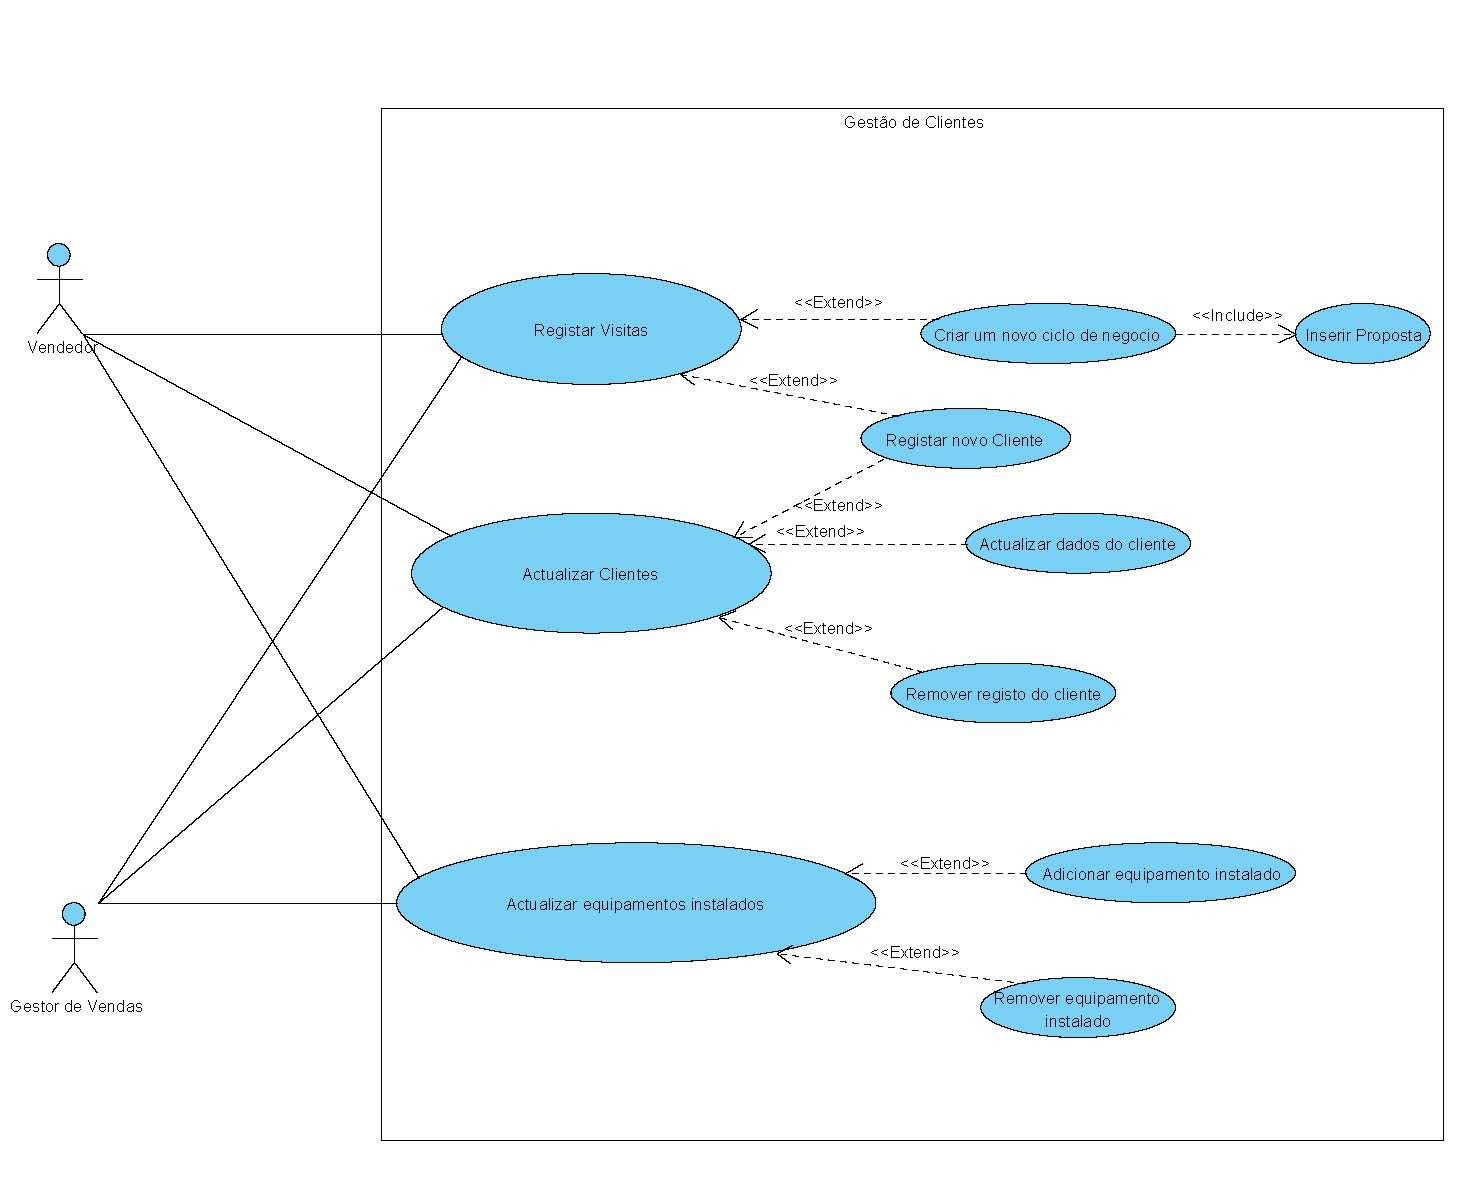 Gestão de Clientes
Vendedor
Registar Visitas
<<Extend>>
Criar um novo ciclo de negocio
<<Include>>
Inserir Proposta
<<Extend>>
Registar novo Cliente
<<Extend>>
<<Extend>>
Actualizar dados do cliente
Actualizar Clientes
<<Extend>>
Remover registo do cliente
Gestor de Vendas
Actualizar equipamentos instalados
<<Extend>>
Adicionar equipamento instalado
<<Extend>>
Remover equipamento
instalado